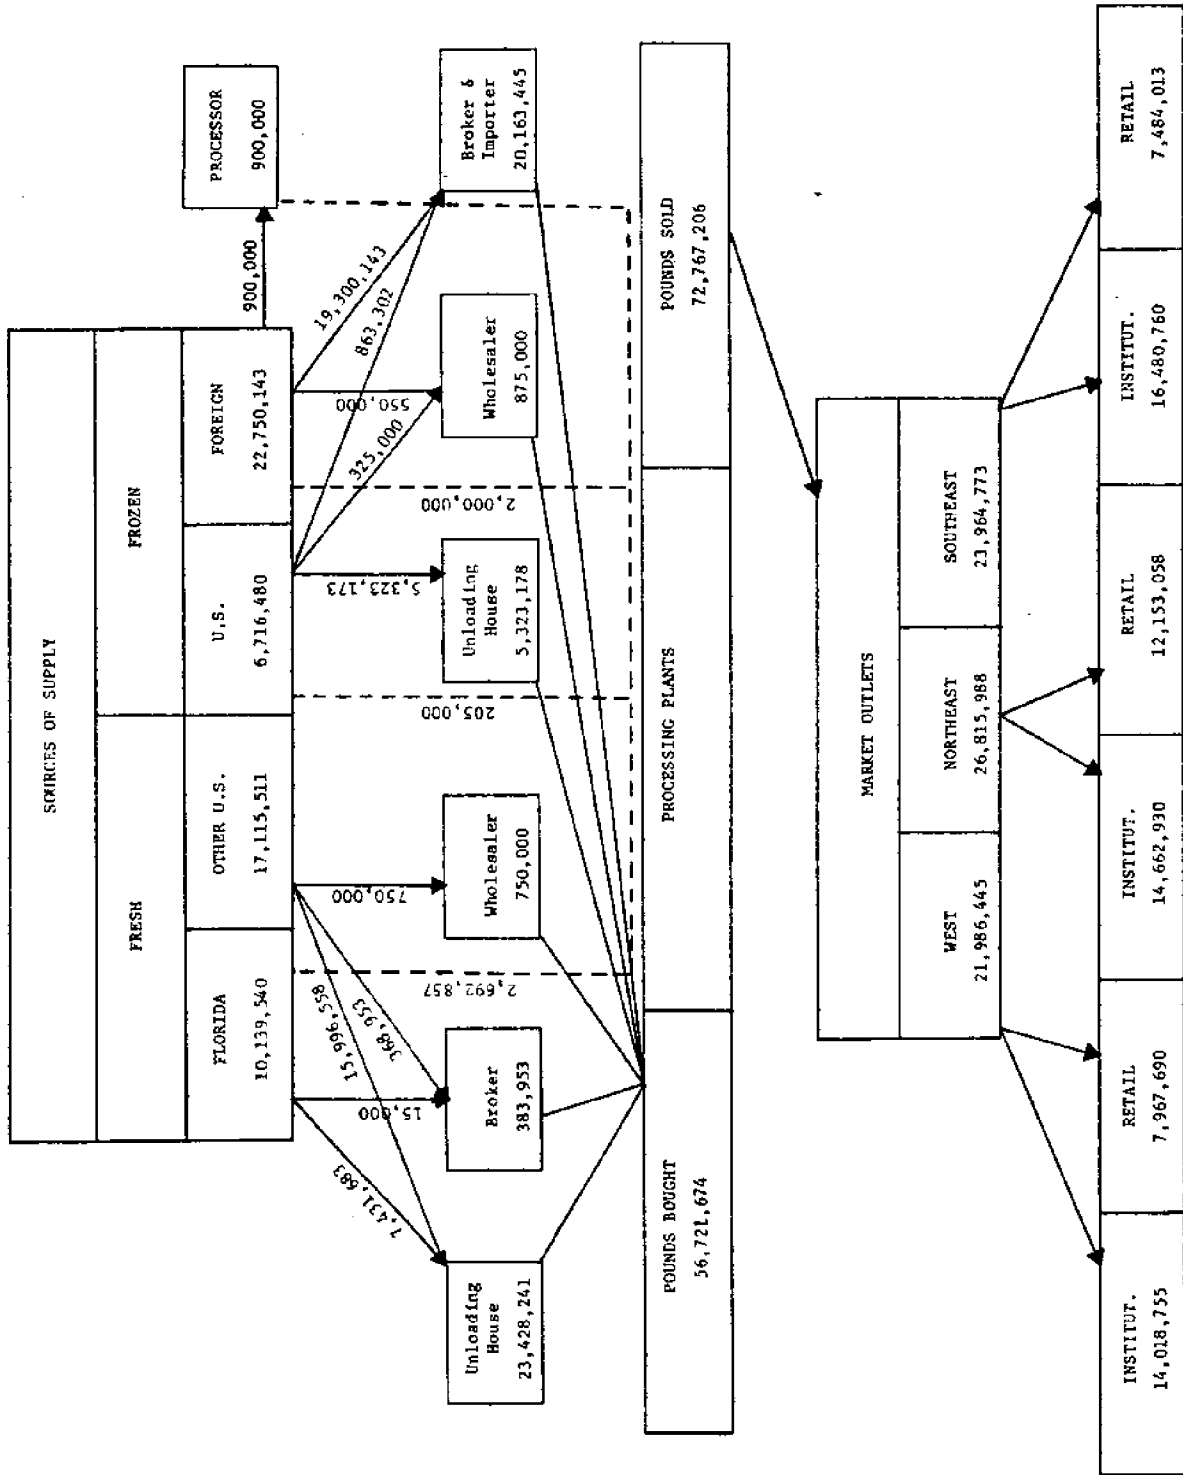 SOURCES OF SUPPLY
FRESH
FROZEN
FLORIDA
10,139,540
OTHER U.S.
17,115,511
U.S.
6,716,480
FOREIGN
22,750,143
900,000
PROCESSOR
900,000
7,431,683
15,996,558
15,000
368,953
2,692,857
750,000
205,000
5,323,173
2,000,000
325,000
550,000
863,302
19,300,143
Unloading
House
23,428,241
Broker
383,953
Wholesaler
750,000
Unloading
House
5,323,178
Wholesaler
875,000
Broker &
Importer
20,163,445
POUNDS BOUGHT
56,721,674
PROCESSING PLANTS
POUNDS SOLD
72,767,206
MARKET OUTLETS
WEST
21,986,445
NORTHEAST
26,815,988
SOUTHEAST
23,964,773
INSTITUT.
14,018,755
RETAIL
7,967,690
INSTITUT.
14,662,930
RETAIL
12,153,058
INSTITUT.
16,480,760
RETAIL
7,484,013